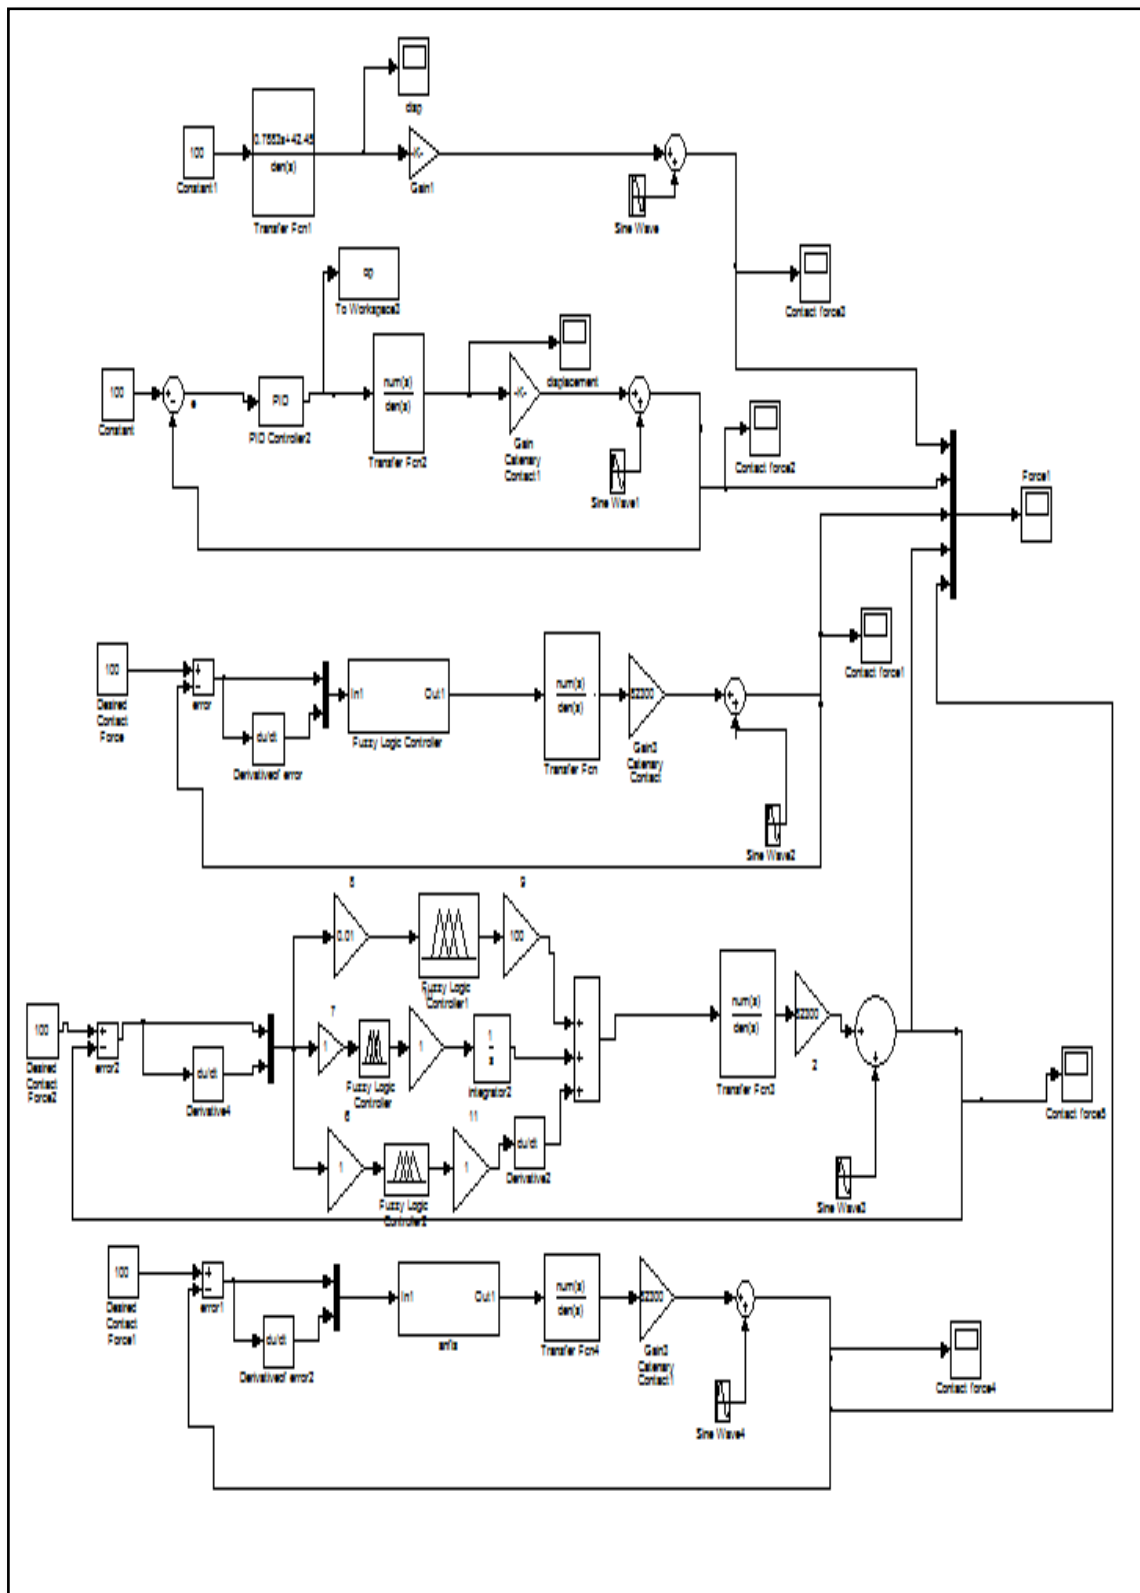 disp
100
Constant1
0.7883s+42.45
den(s)
Transfer Fcn1
-K-
Gain1
+
+
Sine Wave
Contact force3
To Workspace3
100
Constant
+
-
e
PID
PID Controller2
num(s)
den(s)
Transfer Fcn2
-K-
Gain
Catenary
Contact1
displacement
+
+
Sine Wave1
Contact force2
Force1
100
Desired
Contact
Force
+
-
error
du/dt
Derivativeof error
In1
Out1
Fuzzy Logic Controller
num(s)
den(s)
Transfer Fcn
52300
Gain3
Catenary
Contact
+
+
Sine Wave2
Contact force1
8
0.01
Fuzzy Logic
Controller1
9
100
100
Desired
Contact
Force2
+
-
error2
du/dt
Derivative4
7
1
Fuzzy Logic
Controller
1
1
s
Integrator2
+
+
+
num(s)
den(s)
Transfer Fcn3
52300
2
+
+
Sine Wave3
Contact force5
6
1
Fuzzy Logic
Controller2
11
1
du/dt
Derivative2
100
Desired
Contact
Force1
+
-
error1
du/dt
Derivativeof error2
In1
Out1
anfis
num(s)
den(s)
Transfer Fcn4
52300
Gain3
Catenary
Contact1
+
+
Sine Wave4
Contact force4